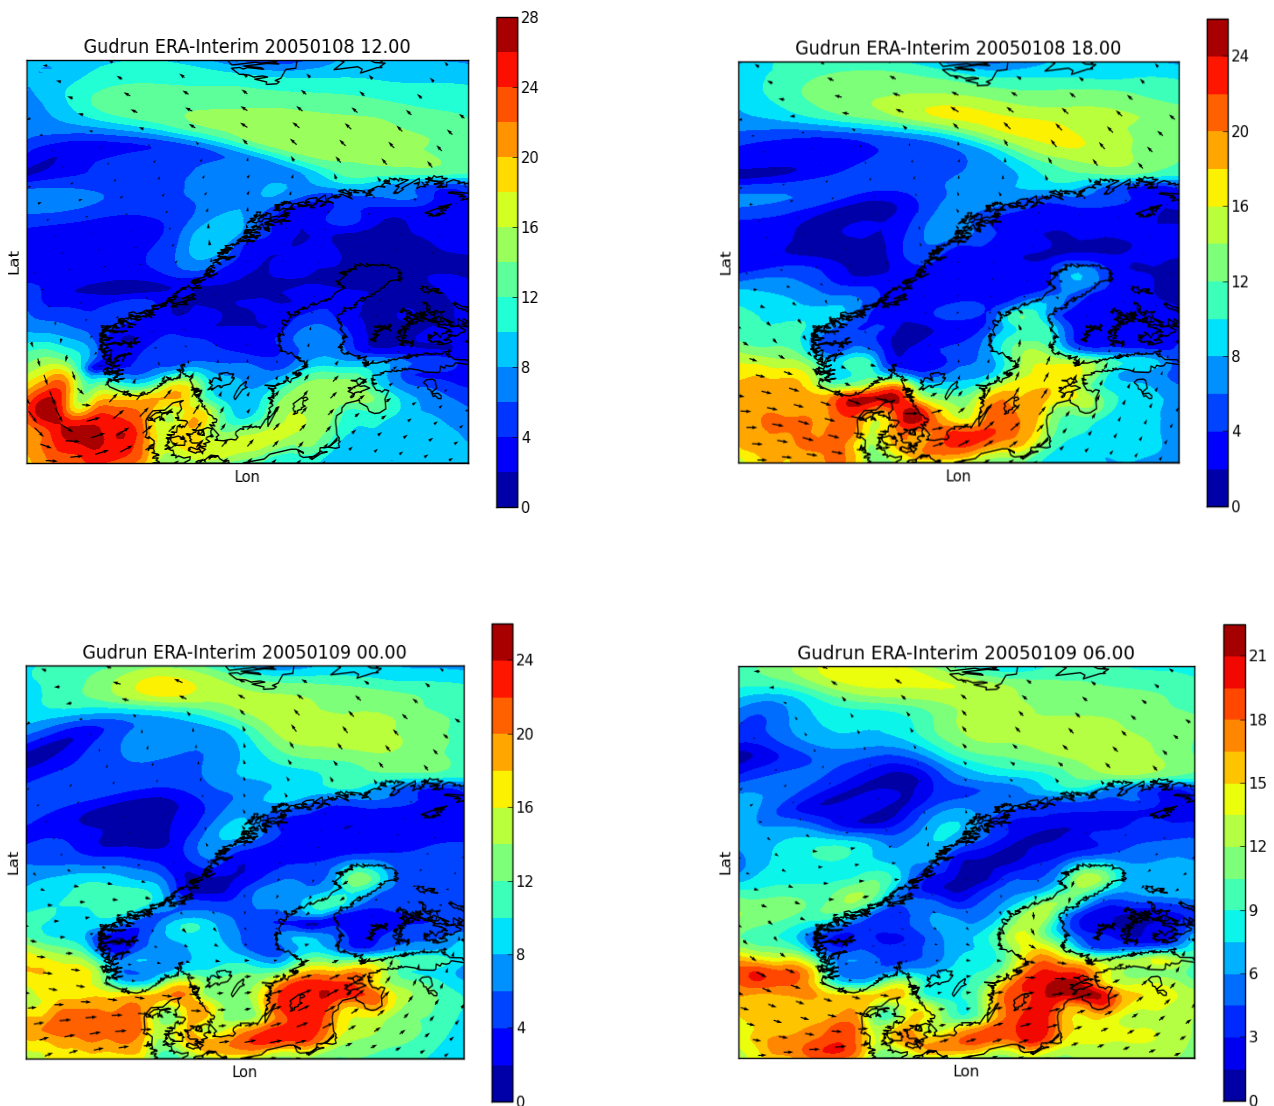 Gudrun ERA-Interim 20050108 12.00
Lat
Lon
28
24
20
16
12
8
4
0
Gudrun ERA-Interim 20050108 18.00
Lat
Lon
24
20
16
12
8
4
0
Gudrun ERA-Interim 20050109 00.00
Lat
Lon
24
20
16
12
8
4
0
Gudrun ERA-Interim 20050109 06.00
Lat
Lon
21
18
15
12
9
6
3
0